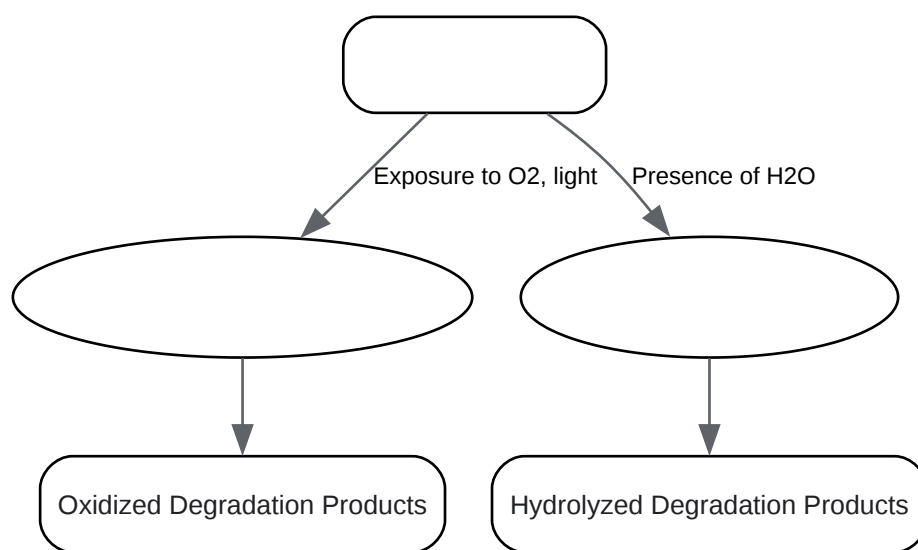 Exposure to O2, light
Presence of H2O
Oxidized Degradation Products
Hydrolyzed Degradation Products